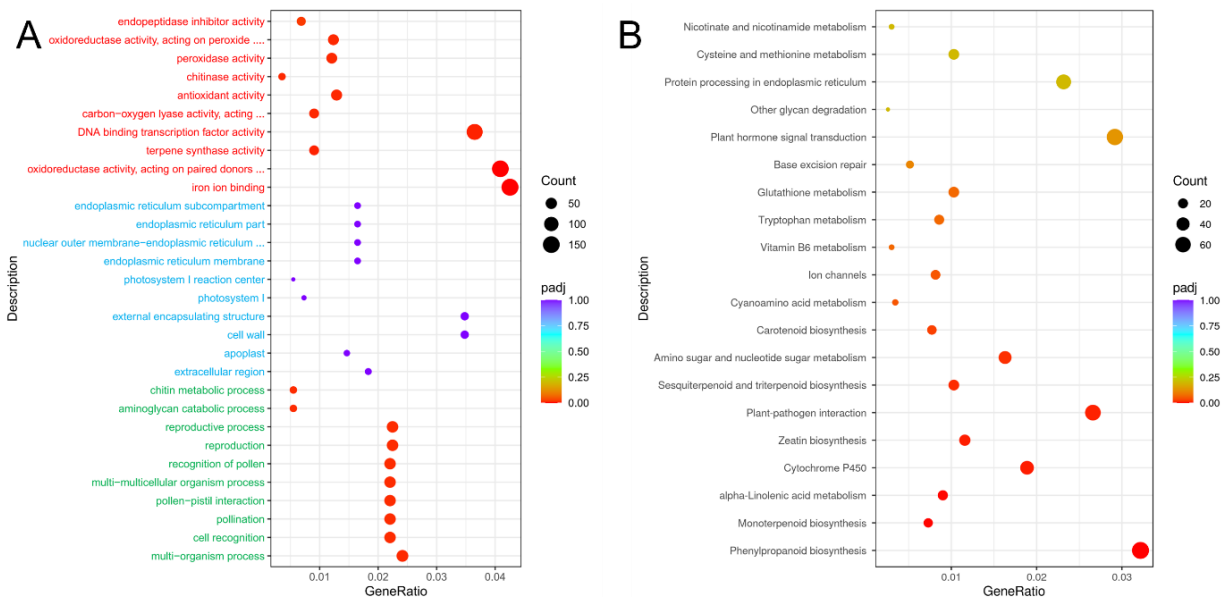 A
endopeptidase inhibitor activity
oxidoreductase activity, acting on peroxide ....
peroxidase activity
chitinase activity
antioxidant activity
carbon−oxygen lyase activity, acting ...
DNA binding transcription factor activity
terpene synthase activity
oxidoreductase activity, acting on paired donors ...
iron ion binding
endoplasmic reticulum subcompartment
endoplasmic reticulum part
nuclear outer membrane−endoplasmic reticulum ...
endoplasmic reticulum membrane
photosystem I reaction center
photosystem I
external encapsulating structure
cell wall
apoplast
extracellular region
chitin metabolic process
aminoglycan catabolic process
reproductive process
reproduction
recognition of pollen
multi−multicellular organism process
pollen−pistil interaction
pollination
cell recognition
multi−organism process
Description
0.01 0.02 0.03 0.04
GeneRatio
Count
50
100
150
padj
1.00
0.75
0.50
0.25
0.00
B
Nicotinate and nicotinamide metabolism
Cysteine and methionine metabolism
Protein processing in endoplasmic reticulum
Other glycan degradation
Plant hormone signal transduction
Base excision repair
Glutathione metabolism
Tryptophan metabolism
Vitamin B6 metabolism
Ion channels
Cyanoamino acid metabolism
Carotenoid biosynthesis
Amino sugar and nucleotide sugar metabolism
Sesquiterpenoid and triterpenoid biosynthesis
Plant−pathogen interaction
Zeatin biosynthesis
Cytochrome P450
alpha−Linolenic acid metabolism
Monoterpenoid biosynthesis
Phenylpropanoid biosynthesis
Description
0.01 0.02 0.03
GeneRatio
Count
20
40
60
padj
1.00
0.75
0.50
0.25
0.00